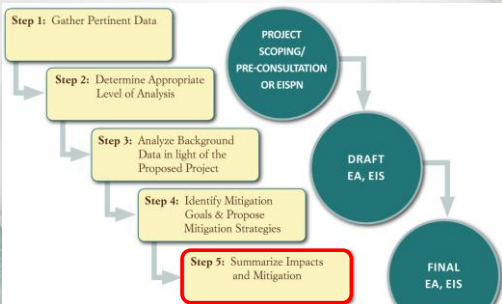 Step 1: Gather Pertinent Data
Step 2: Determine Appropriate
Level of Analysis
Step 3: Analyze Background
Data in light of the
Proposed Project
Step 4: Identify Mitigation
Goals & Propose
Mitigation Strategies
Step 5: Summarize Impacts
and Mitigation
PROJECT
SCOPING/
PRE-CONSULTATION
OR EISPN
DRAFT
EA, EIS
FINAL
EA, EIS